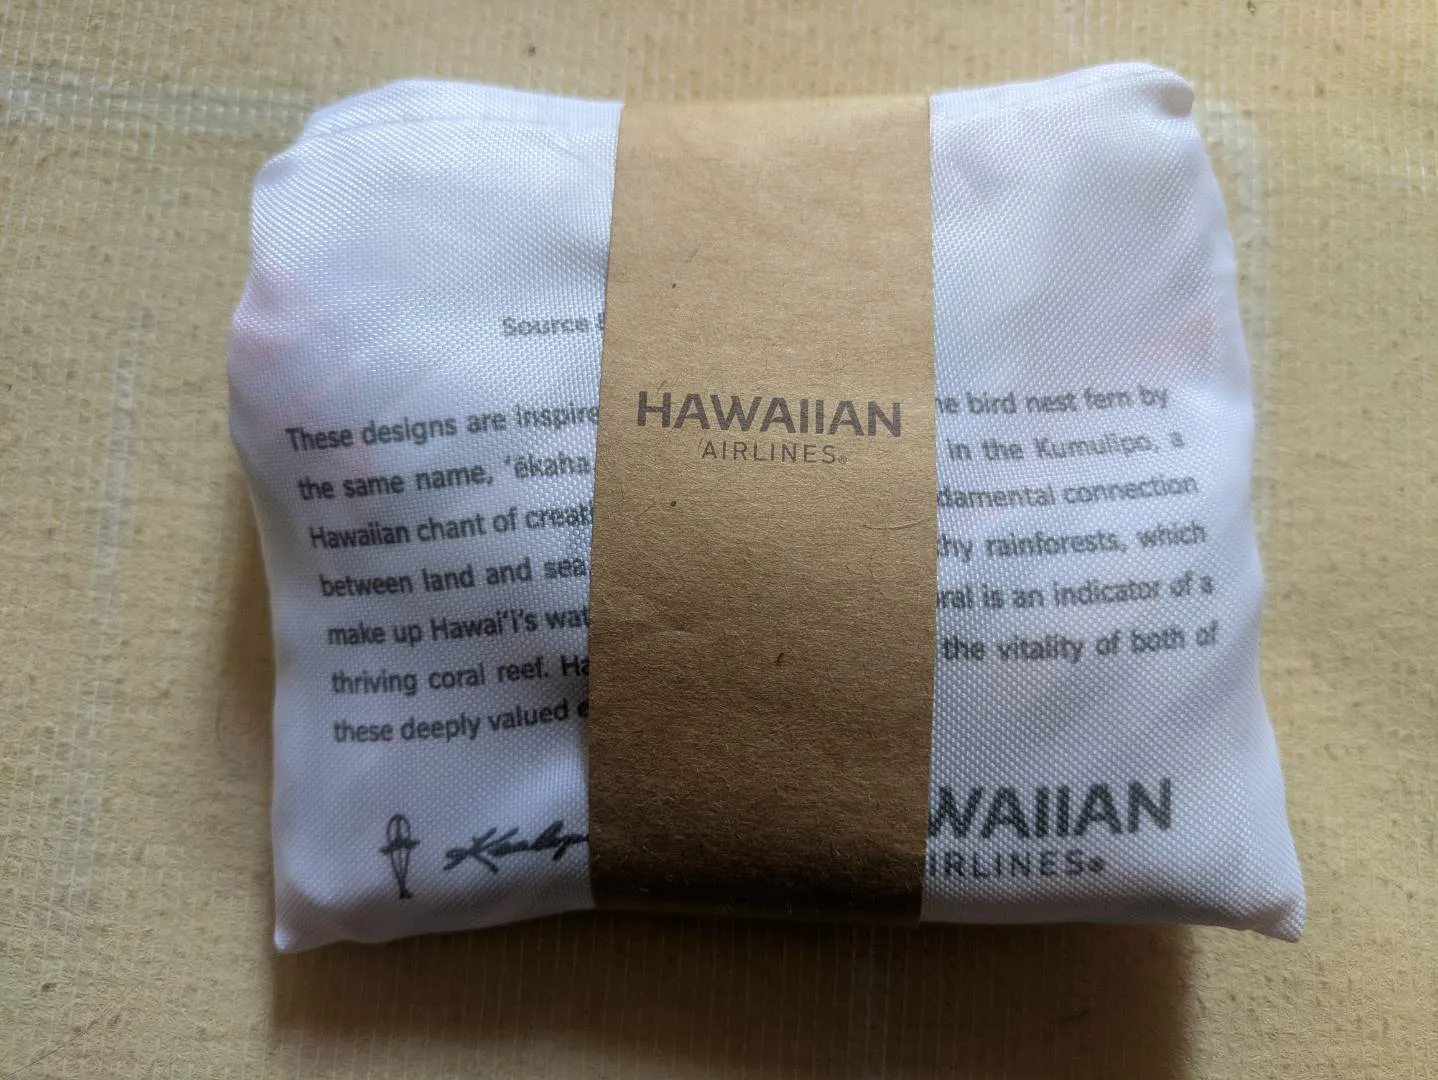 Source
These designs are inspire
bird nest fern by
the same name, ʻēkaha
in the Kumulipo, a
Hawaiian chant of creat
damental connection
between land and sea
thy rainforests, which
make up Hawaiʻi's wat
oral is an indicator of a
thriving coral reef. Ha
the vitality of both of
these deeply valued e
HAWAIIAN
AIRLINES®
WAIIAN
IRLINES®